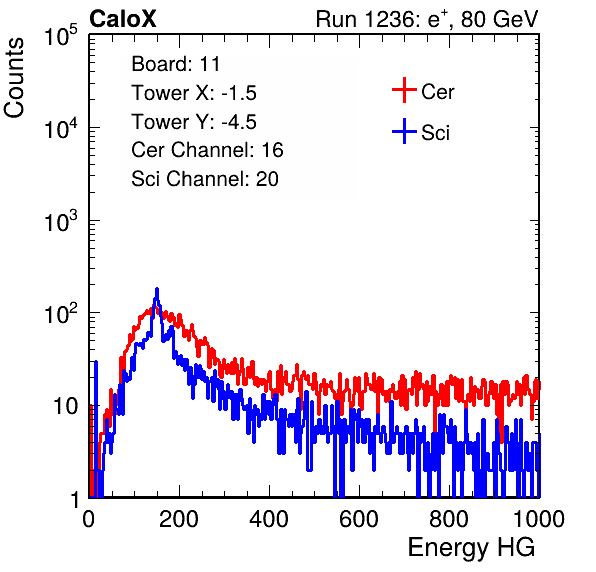 CaloX Run 1236: e⁺, 80 GeV
Counts
10⁵
10⁴
10³
10²
10
1
Board: 11
Tower X: -1.5
Tower Y: -4.5
Cer Channel: 16
Sci Channel: 20
Cer
Sci
0 200 400 600 800 1000
Energy HG